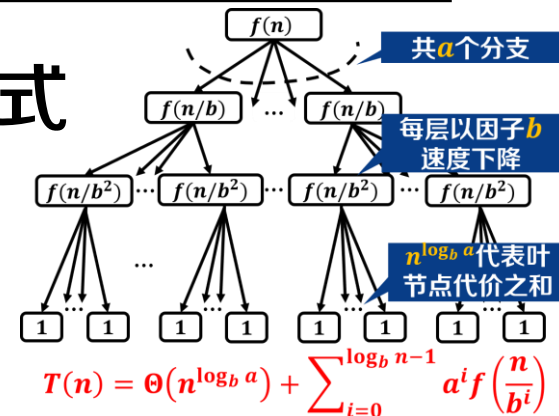 式
f(n)
共a个分支
f(n/b) ... f(n/b)
每层以因子b
速度下降
f(n/b²) ... f(n/b²) ... f(n/b²) ... f(n/b²)
n^{log_b a}代表叶
节点代价之和
...
... ... ... ...
1 1 1 1 1 1 1 1
T(n) = Θ(n^{log_b a}) + ∑_{i=0}^{log_b n−1} a^i f(n/b^i)